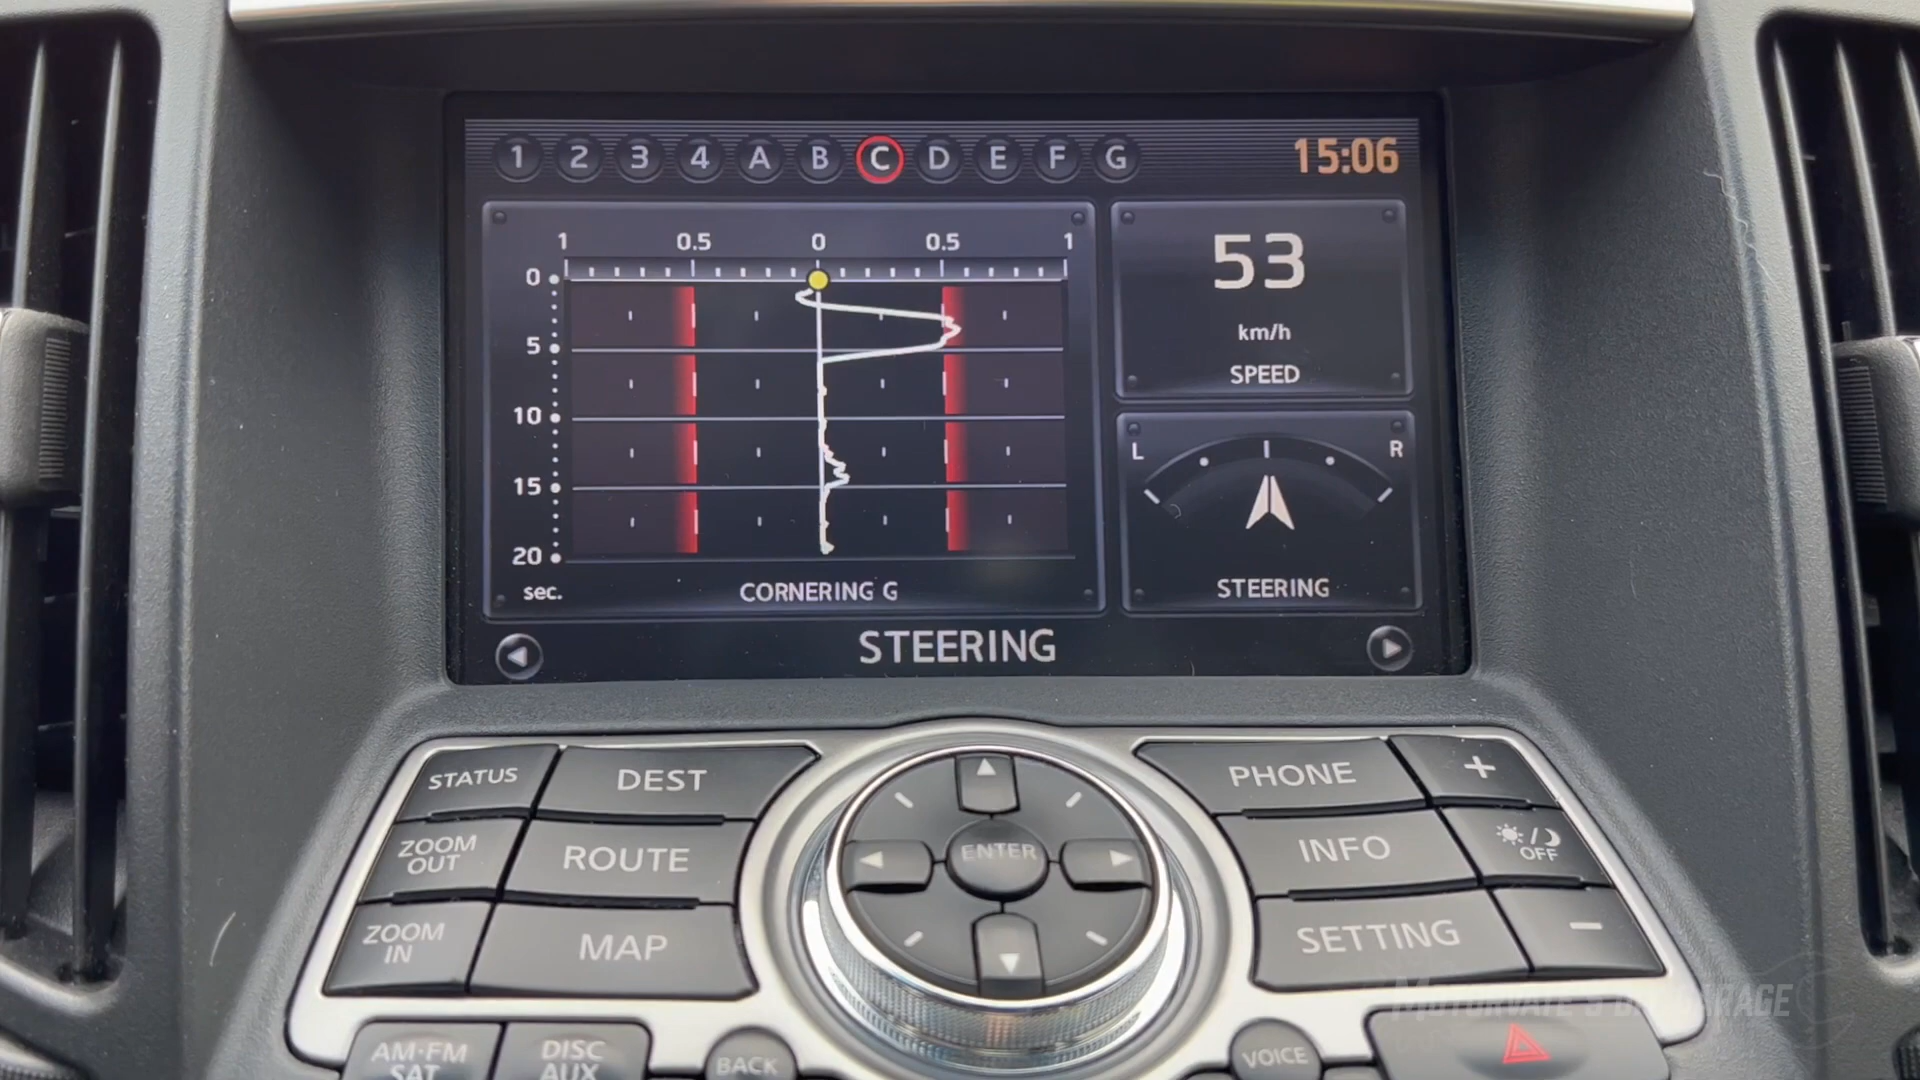 1 2 3 4 A B C D E F G
15:06
1 0.5 0 0.5 1
0
5
10
15
20
sec.
CORNERING G
53
km/h
SPEED
L R
STEERING
STEERING
STATUS
DEST
ZOOM
OUT
ROUTE
ZOOM
IN
MAP
ENTER
PHONE
+
INFO
OFF
SETTING
−
AM·FM
SAT
DISC
AUX
BACK
VOICE